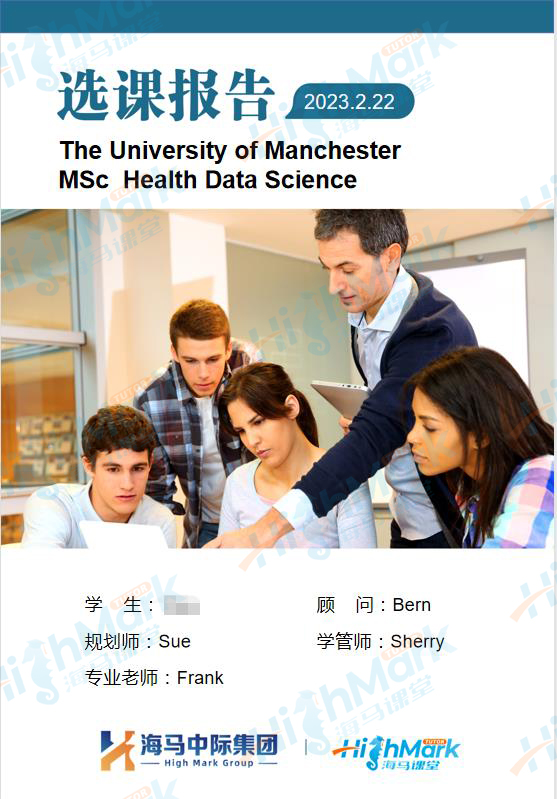 选课报告
2023.2.22
The University of Manchester
MSc Health Data Science
学 生：
顾 问：Bern
规划师：Sue
学管师：Sherry
专业老师：Frank
海马中际集团
High Mark Group
HighMark
TUTOR
海马课堂